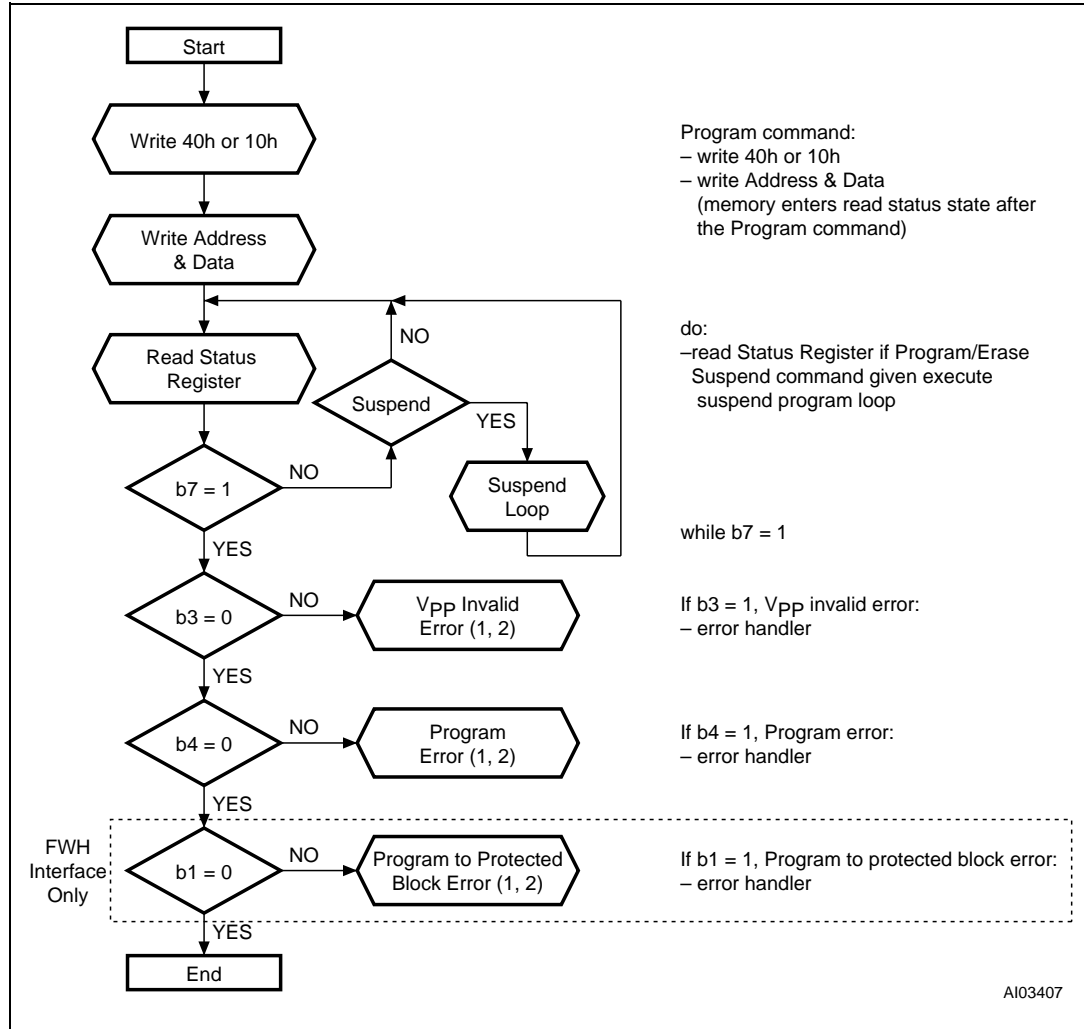 Start
Write 40h or 10h
Program command:
– write 40h or 10h
– write Address & Data
(memory enters read status state after
the Program command)
Write Address
& Data
NO
do:
–read Status Register if Program/Erase
Suspend command given execute
suspend program loop
Read Status
Register
Suspend
YES
NO
b7 = 1
Suspend
Loop
YES
while b7 = 1
b3 = 0
NO
VPP Invalid
Error (1, 2)
If b3 = 1, VPP invalid error:
– error handler
YES
b4 = 0
NO
Program
Error (1, 2)
If b4 = 1, Program error:
– error handler
YES
FWH
Interface
Only
b1 = 0
NO
Program to Protected
Block Error (1, 2)
If b1 = 1, Program to protected block error:
– error handler
YES
End
AI03407